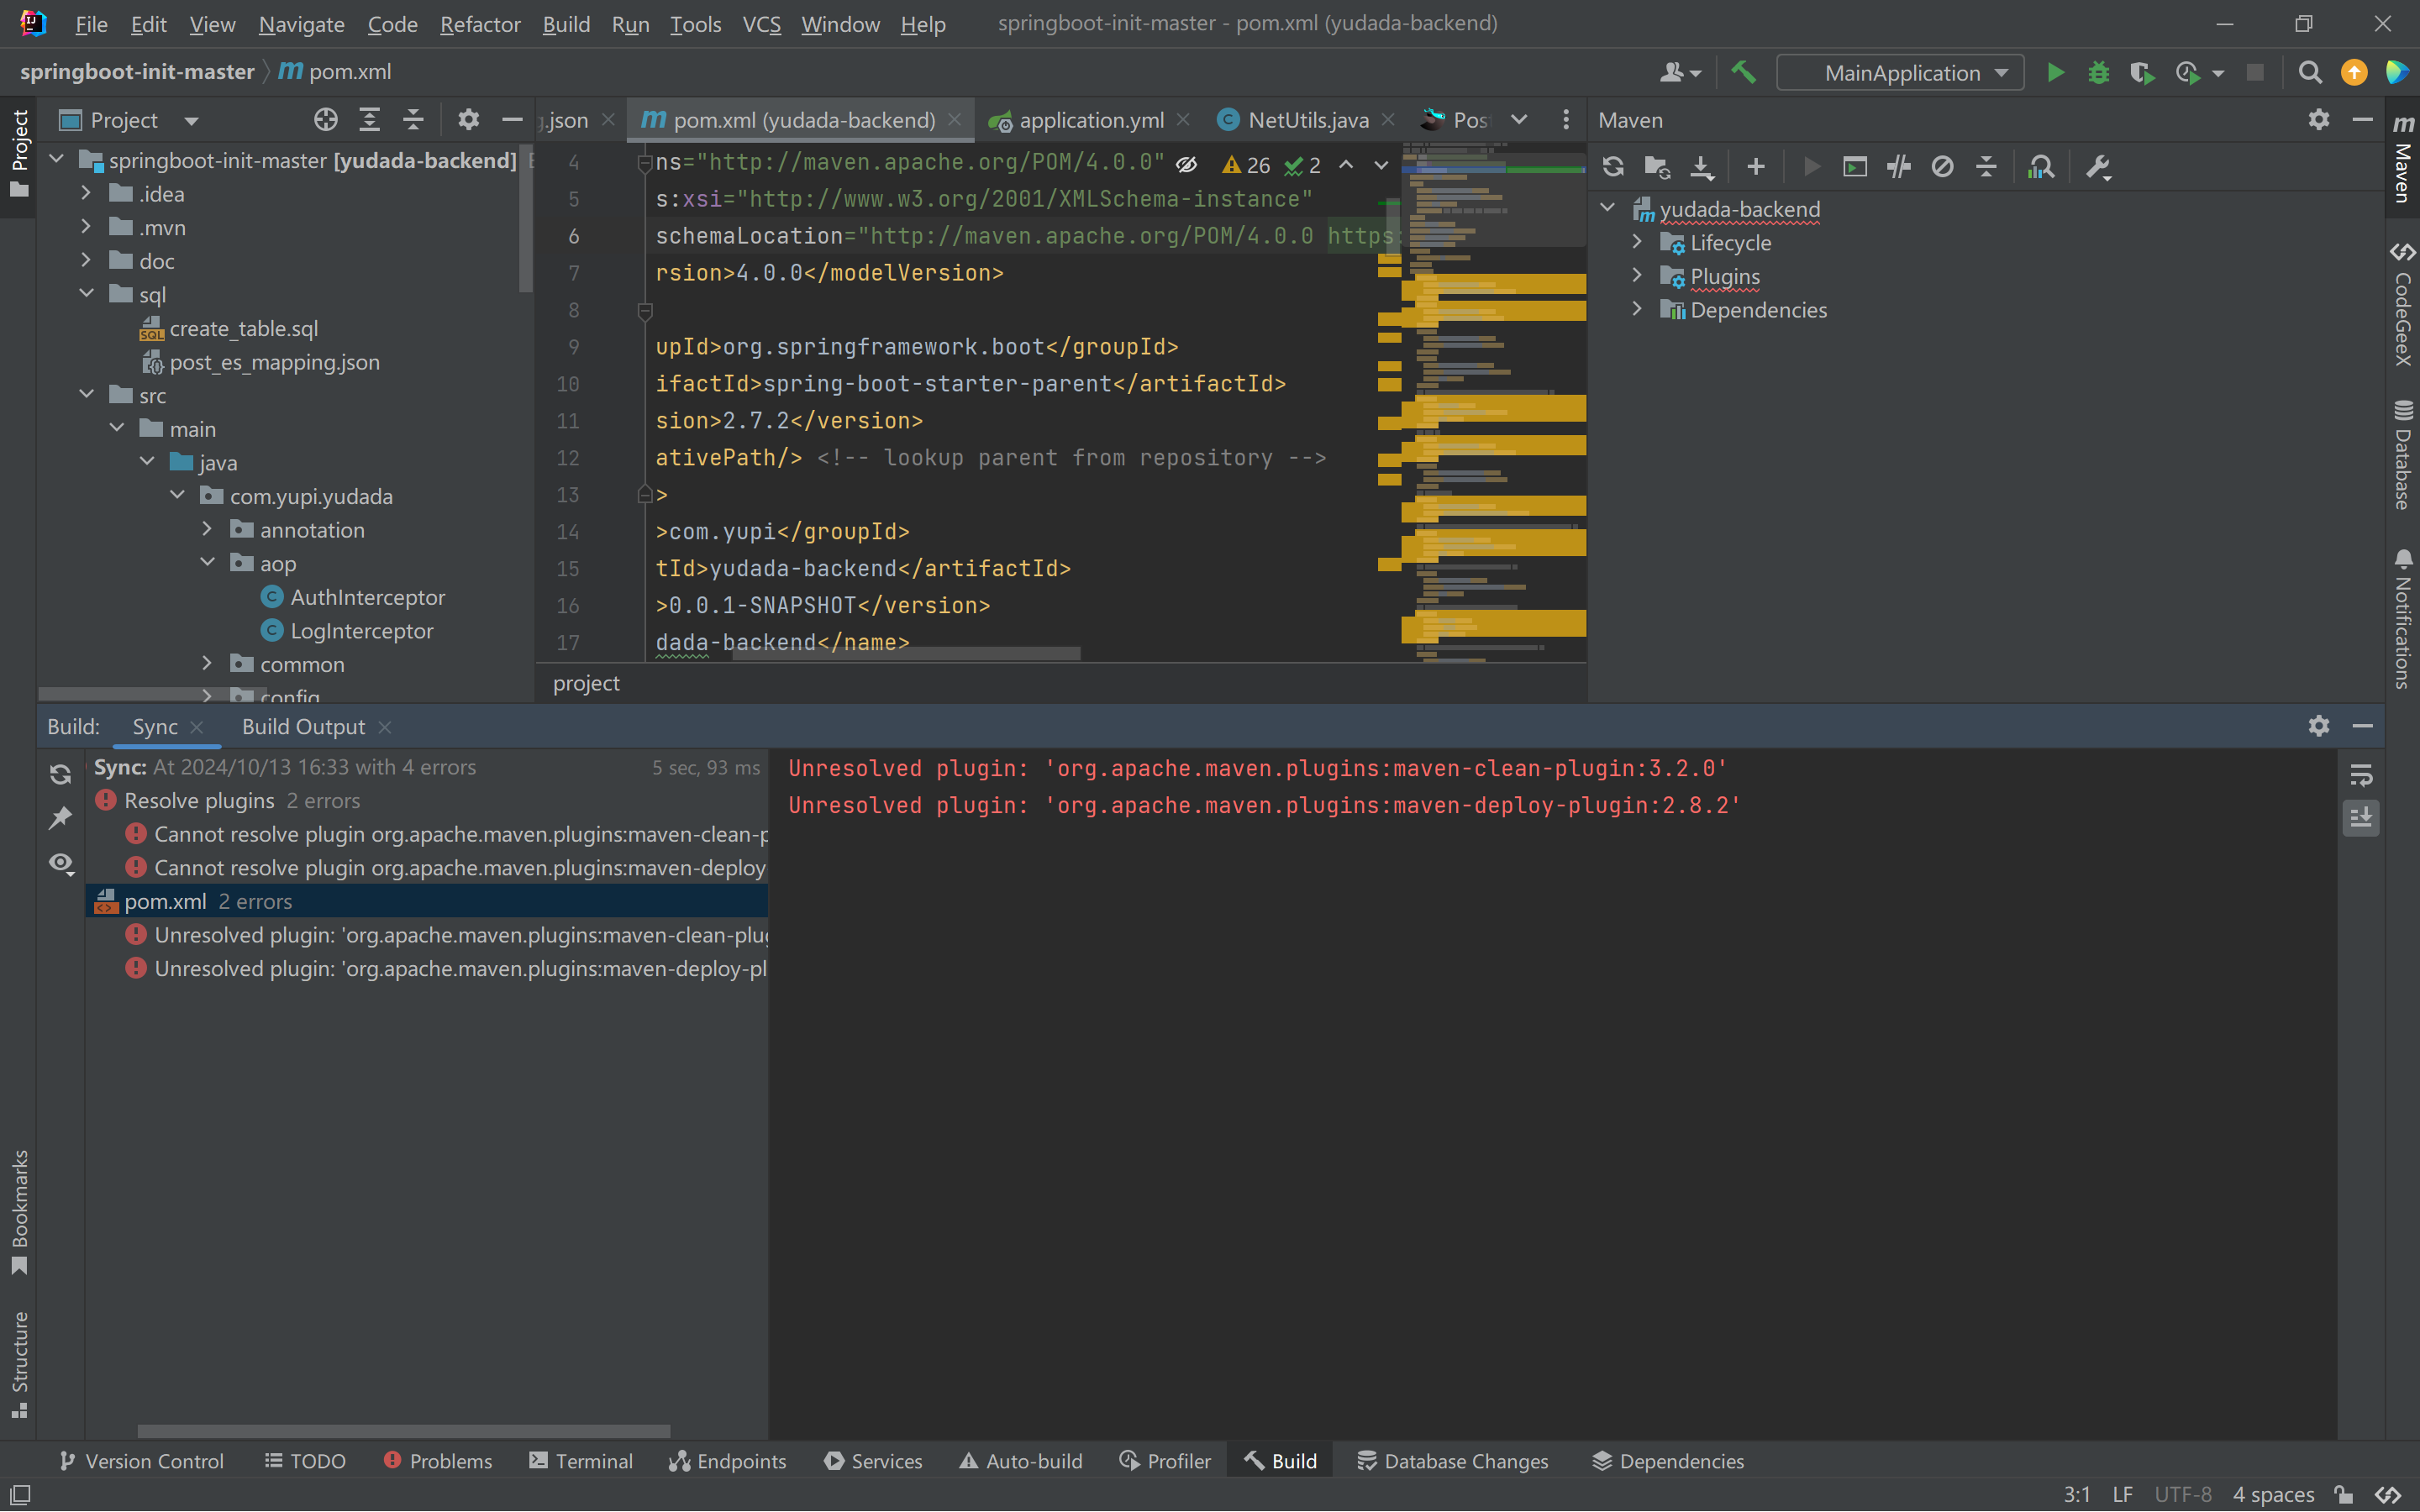 File Edit View Navigate Code Refactor Build Run Tools VCS Window Help springboot-init-master - pom.xml (yudada-backend)
springboot-init-master pom.xml
MainApplication
Project
.json
pom.xml (yudada-backend)
application.yml
NetUtils.java
Pos
Maven
Project
springboot-init-master [yudada-backend]
.idea
.mvn
doc
sql
create_table.sql
post_es_mapping.json
src
main
java
com.yupi.yudada
annotation
aop
AuthInterceptor
LogInterceptor
common
config
26 2
4 ns="http://maven.apache.org/POM/4.0.0"
5 s:xsi="http://www.w3.org/2001/XMLSchema-instance"
6 schemaLocation="http://maven.apache.org/POM/4.0.0 https
7 rsion>4.0.0</modelVersion>
8
9 upId>org.springframework.boot</groupId>
10 ifactId>spring-boot-starter-parent</artifactId>
11 sion>2.7.2</version>
12 ativePath/> <!-- lookup parent from repository -->
13 >
14 >com.yupi</groupId>
15 tId>yudada-backend</artifactId>
16 >0.0.1-SNAPSHOT</version>
17 dada-backend</name>
project
yudada-backend
Lifecycle
Plugins
Dependencies
Maven
CodeGeeX
Database
Notifications
Build: Sync Build Output
Sync: At 2024/10/13 16:33 with 4 errors 5 sec, 93 ms
Resolve plugins 2 errors
Cannot resolve plugin org.apache.maven.plugins:maven-clean-p
Cannot resolve plugin org.apache.maven.plugins:maven-deploy
pom.xml 2 errors
Unresolved plugin: 'org.apache.maven.plugins:maven-clean-plug
Unresolved plugin: 'org.apache.maven.plugins:maven-deploy-pl
Unresolved plugin: 'org.apache.maven.plugins:maven-clean-plugin:3.2.0'
Unresolved plugin: 'org.apache.maven.plugins:maven-deploy-plugin:2.8.2'
Bookmarks
Structure
Version Control TODO Problems Terminal Endpoints Services Auto-build Profiler Build Database Changes Dependencies
3:1 LF UTF-8 4 spaces